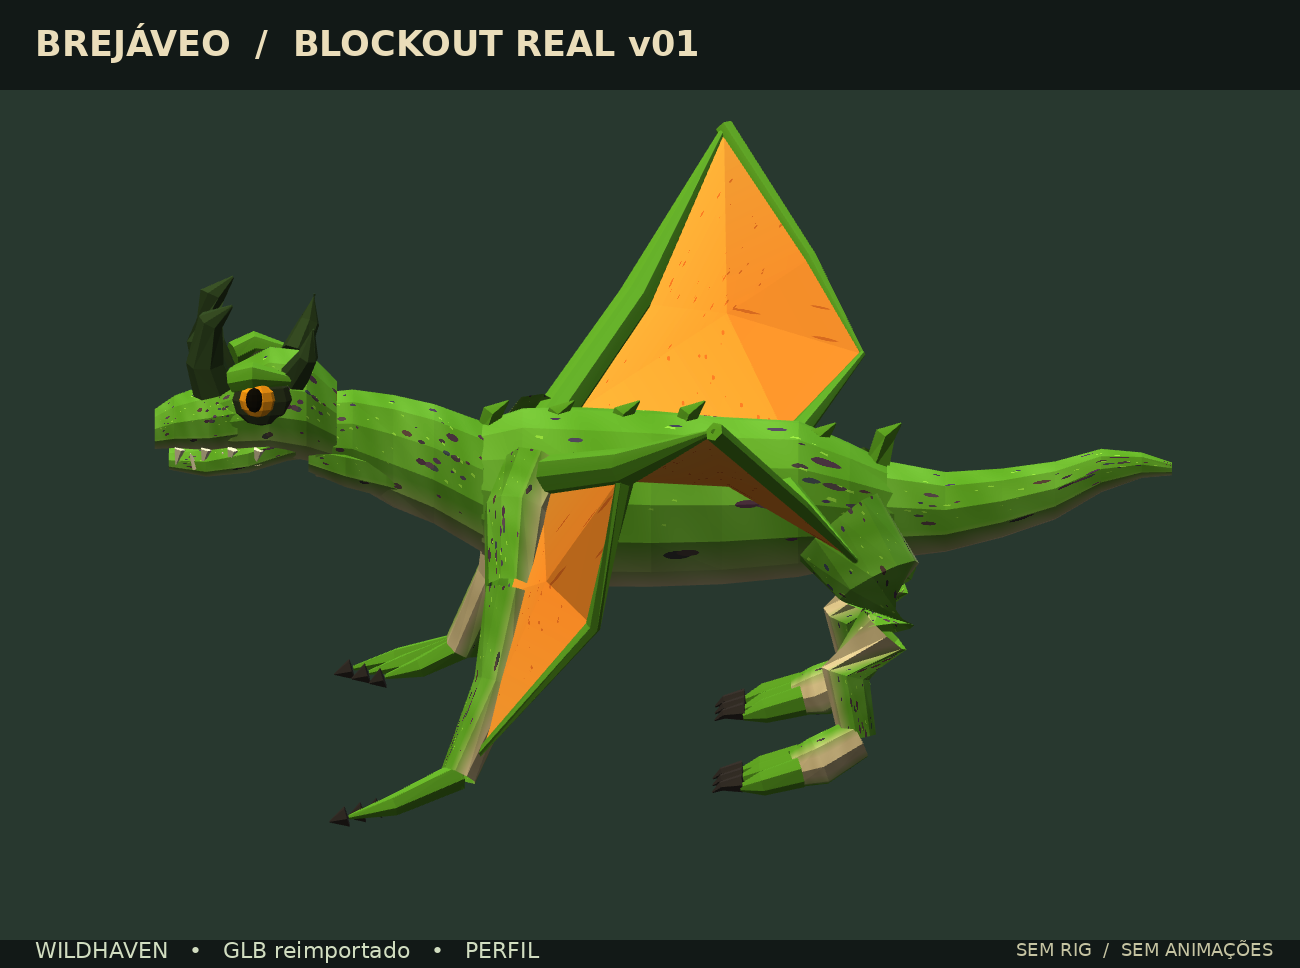 BREJÁVEO / BLOCKOUT REAL v01
WILDHAVEN • GLB reimportado • PERFIL
SEM RIG / SEM ANIMAÇÕES